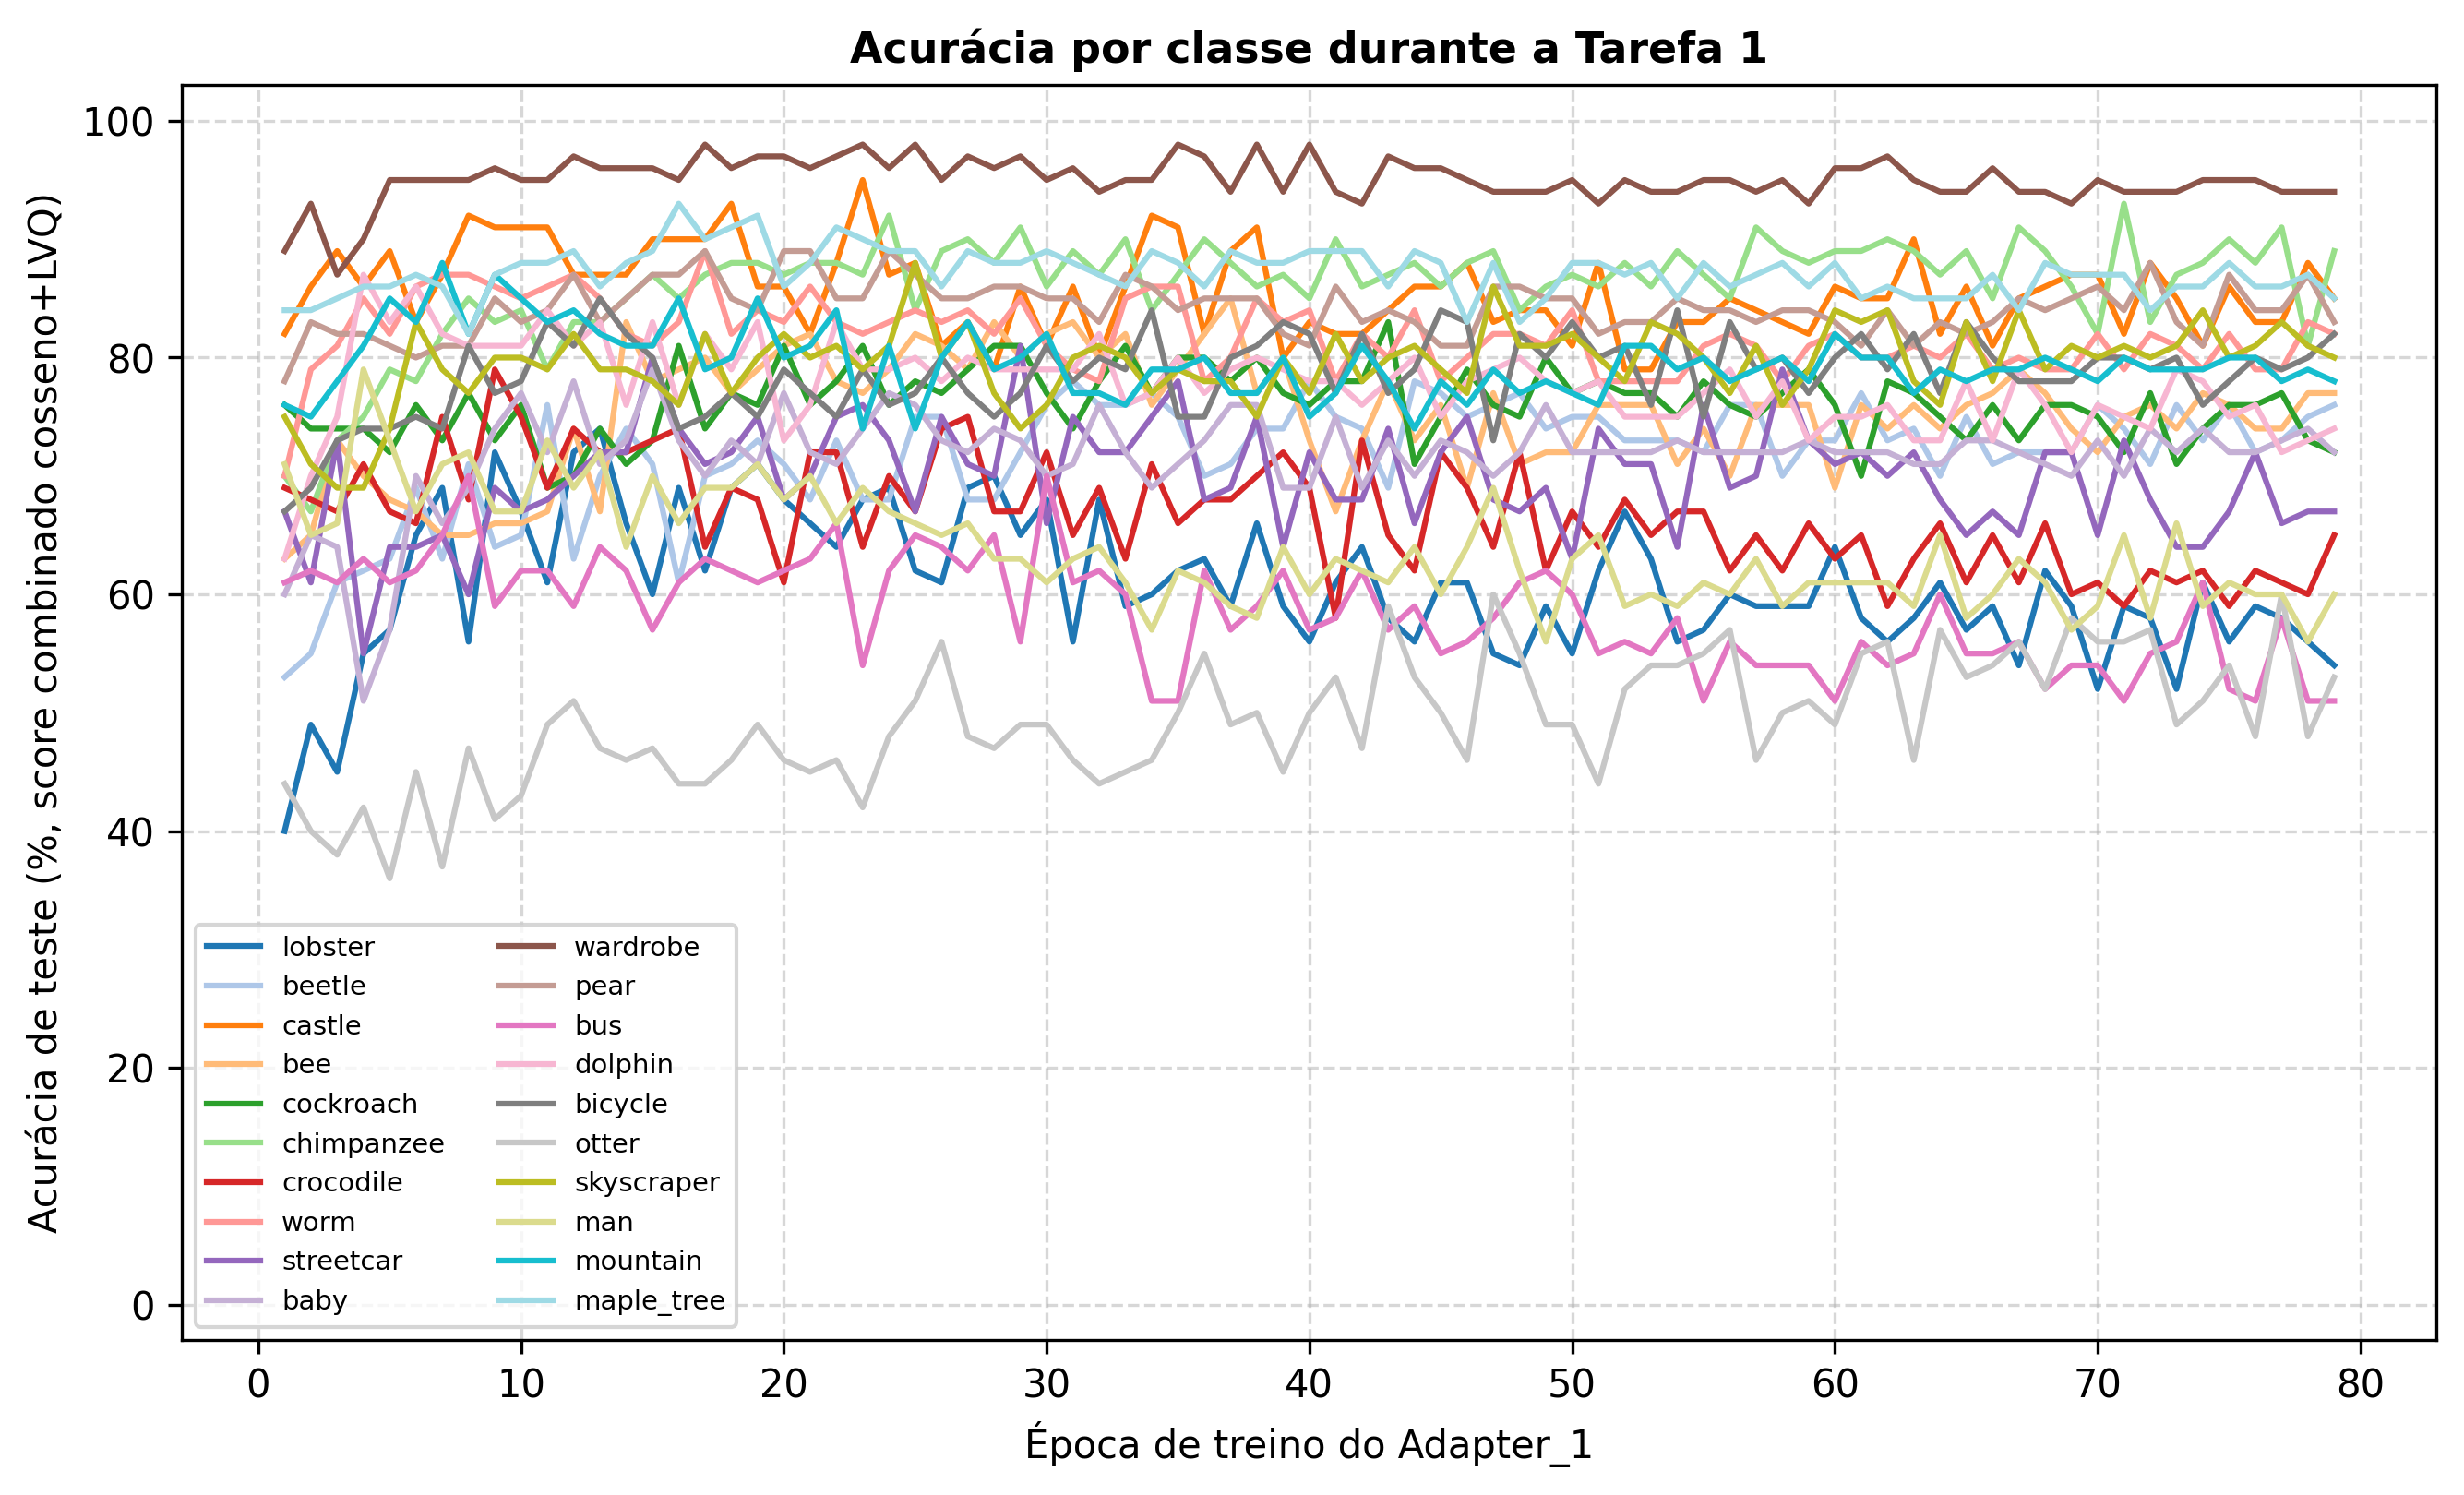 Acurácia por classe durante a Tarefa 1
Acurácia de teste (%, score combinado cosseno+LVQ)
100
80
60
40
20
0
lobster
beetle
castle
bee
cockroach
chimpanzee
crocodile
worm
streetcar
baby
wardrobe
pear
bus
dolphin
bicycle
otter
skyscraper
man
mountain
maple_tree
0 10 20 30 40 50 60 70 80
Época de treino do Adapter_1